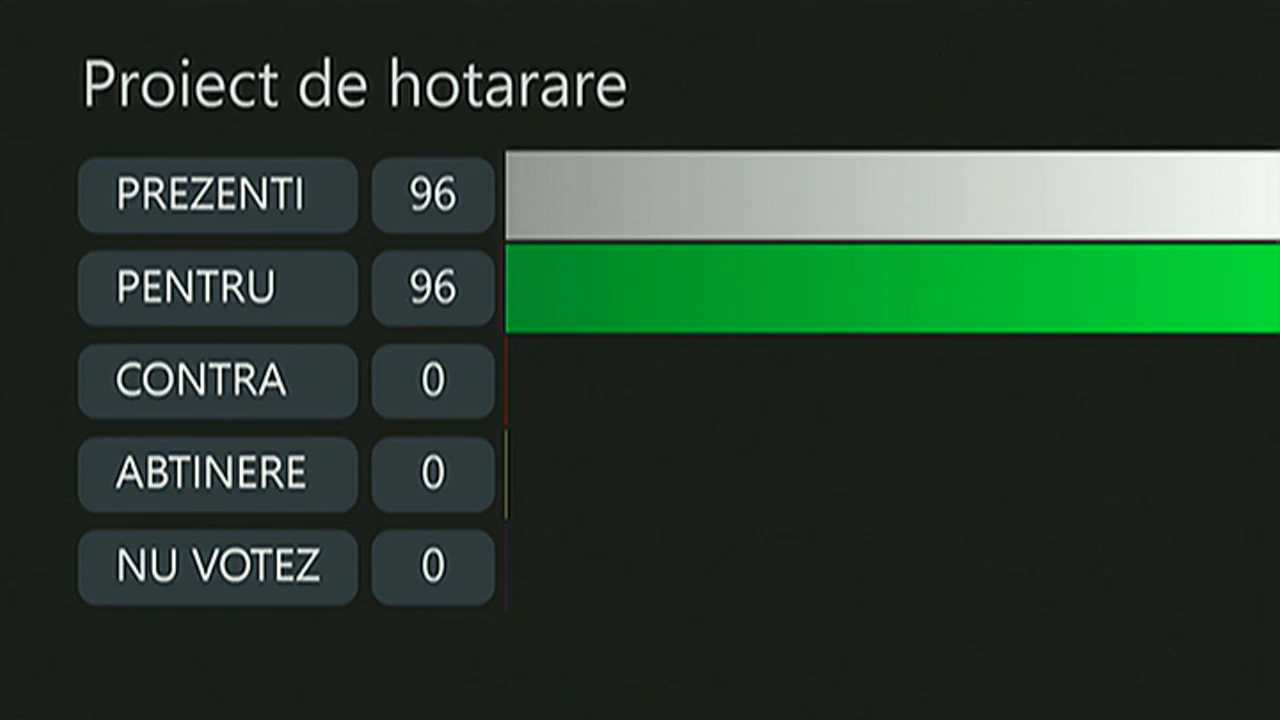 Proiect de hotarare
PREZENTI 96
PENTRU 96
CONTRA 0
ABTINERE 0
NU VOTEZ 0